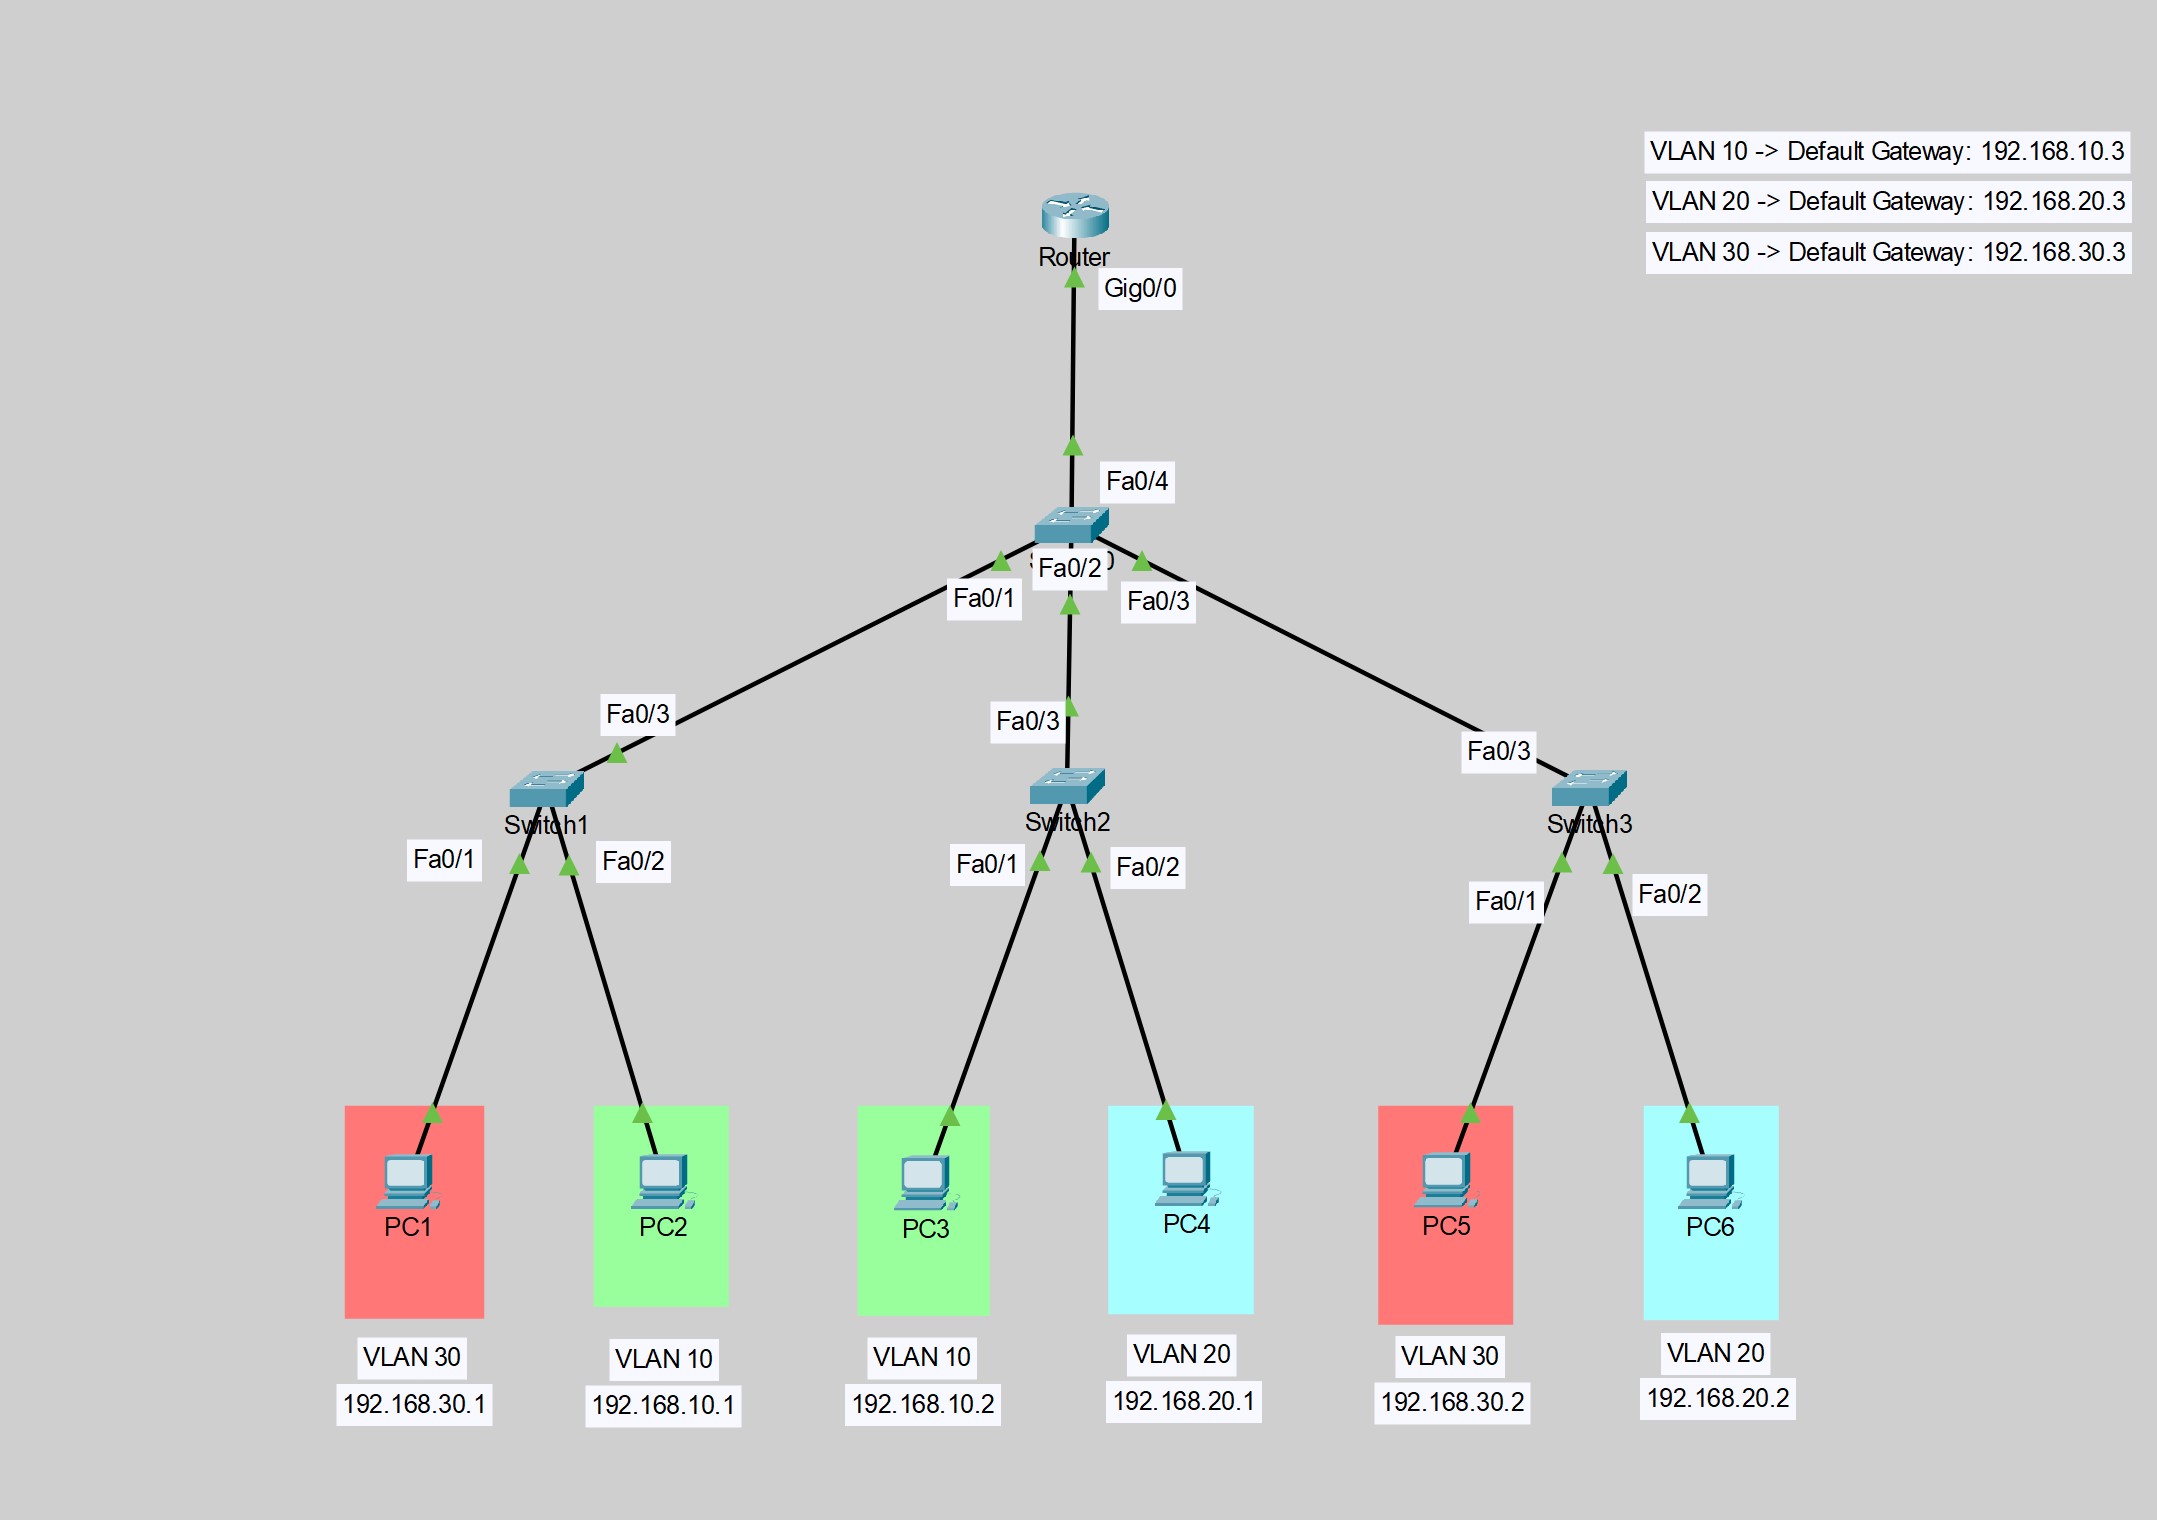 VLAN 10 -> Default Gateway: 192.168.10.3
VLAN 20 -> Default Gateway: 192.168.20.3
VLAN 30 -> Default Gateway: 192.168.30.3
Router
Gig0/0
Fa0/4
Fa0/2
Fa0/1
Fa0/3
Fa0/3
Fa0/3
Fa0/3
Switch1
Switch2
Switch3
Fa0/1
Fa0/2
Fa0/1
Fa0/2
Fa0/1
Fa0/2
PC1
PC2
PC3
PC4
PC5
PC6
VLAN 30
VLAN 10
VLAN 10
VLAN 20
VLAN 30
VLAN 20
192.168.30.1
192.168.10.1
192.168.10.2
192.168.20.1
192.168.30.2
192.168.20.2